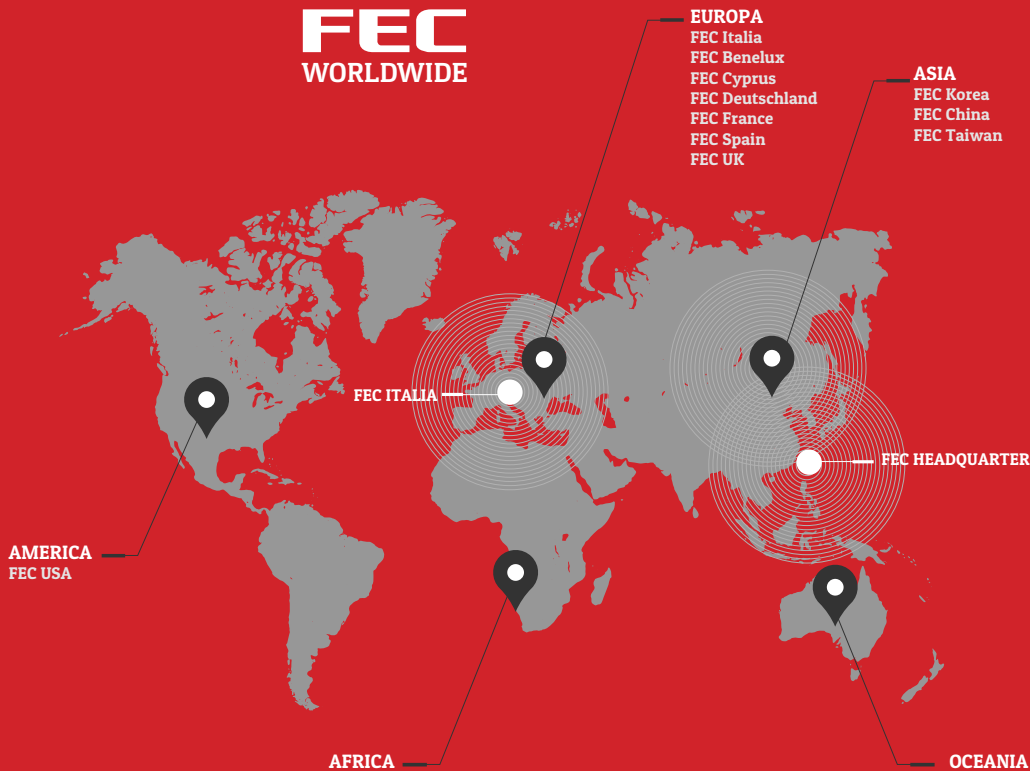 FEC
WORLDWIDE
EUROPA
FEC Italia
FEC Benelux
FEC Cyprus
FEC Deutschland
FEC France
FEC Spain
FEC UK
ASIA
FEC Korea
FEC China
FEC Taiwan
FEC ITALIA
FEC HEADQUARTER
AMERICA
FEC USA
AFRICA
OCEANIA